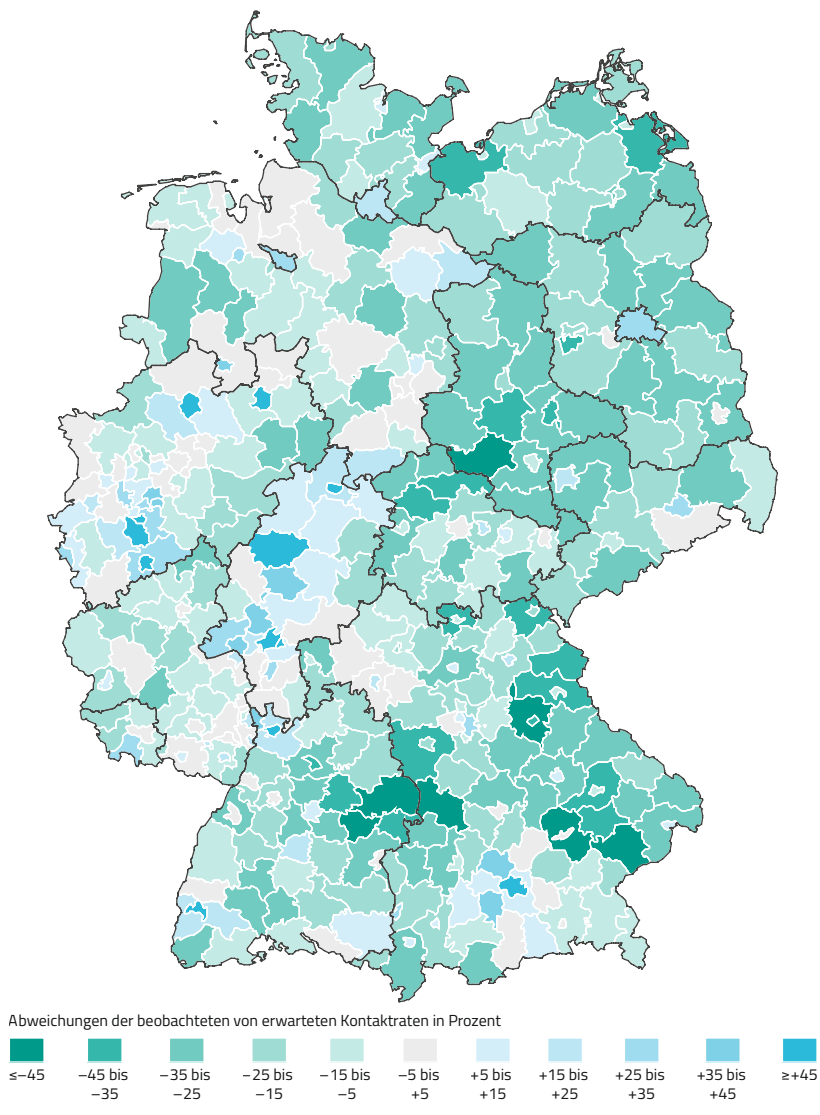 Abweichungen der beobachteten von erwarteten Kontaktraten in Prozent
≤−45 −45 bis −35 bis −25 bis −15 bis −5 bis +5 bis +15 bis +25 bis +35 bis ≥+45
−35 −25 −15 −5 +5 +15 +25 +35 +45